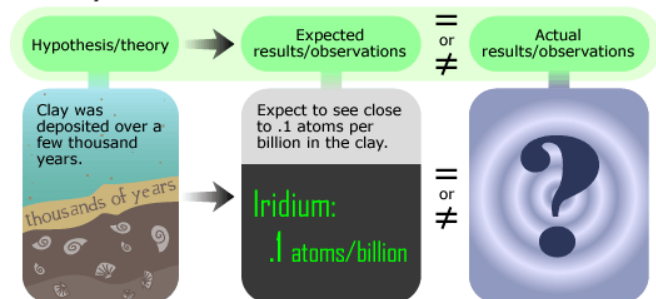 Hypothesis/theory
Expected
results/observations
=
or
≠
Actual
results/observations
Clay was
deposited over a
few thousand
years.
thousands of years
Expect to see close
to .1 atoms per
billion in the clay.
Iridium:
.1 atoms/billion
=
or
≠
?